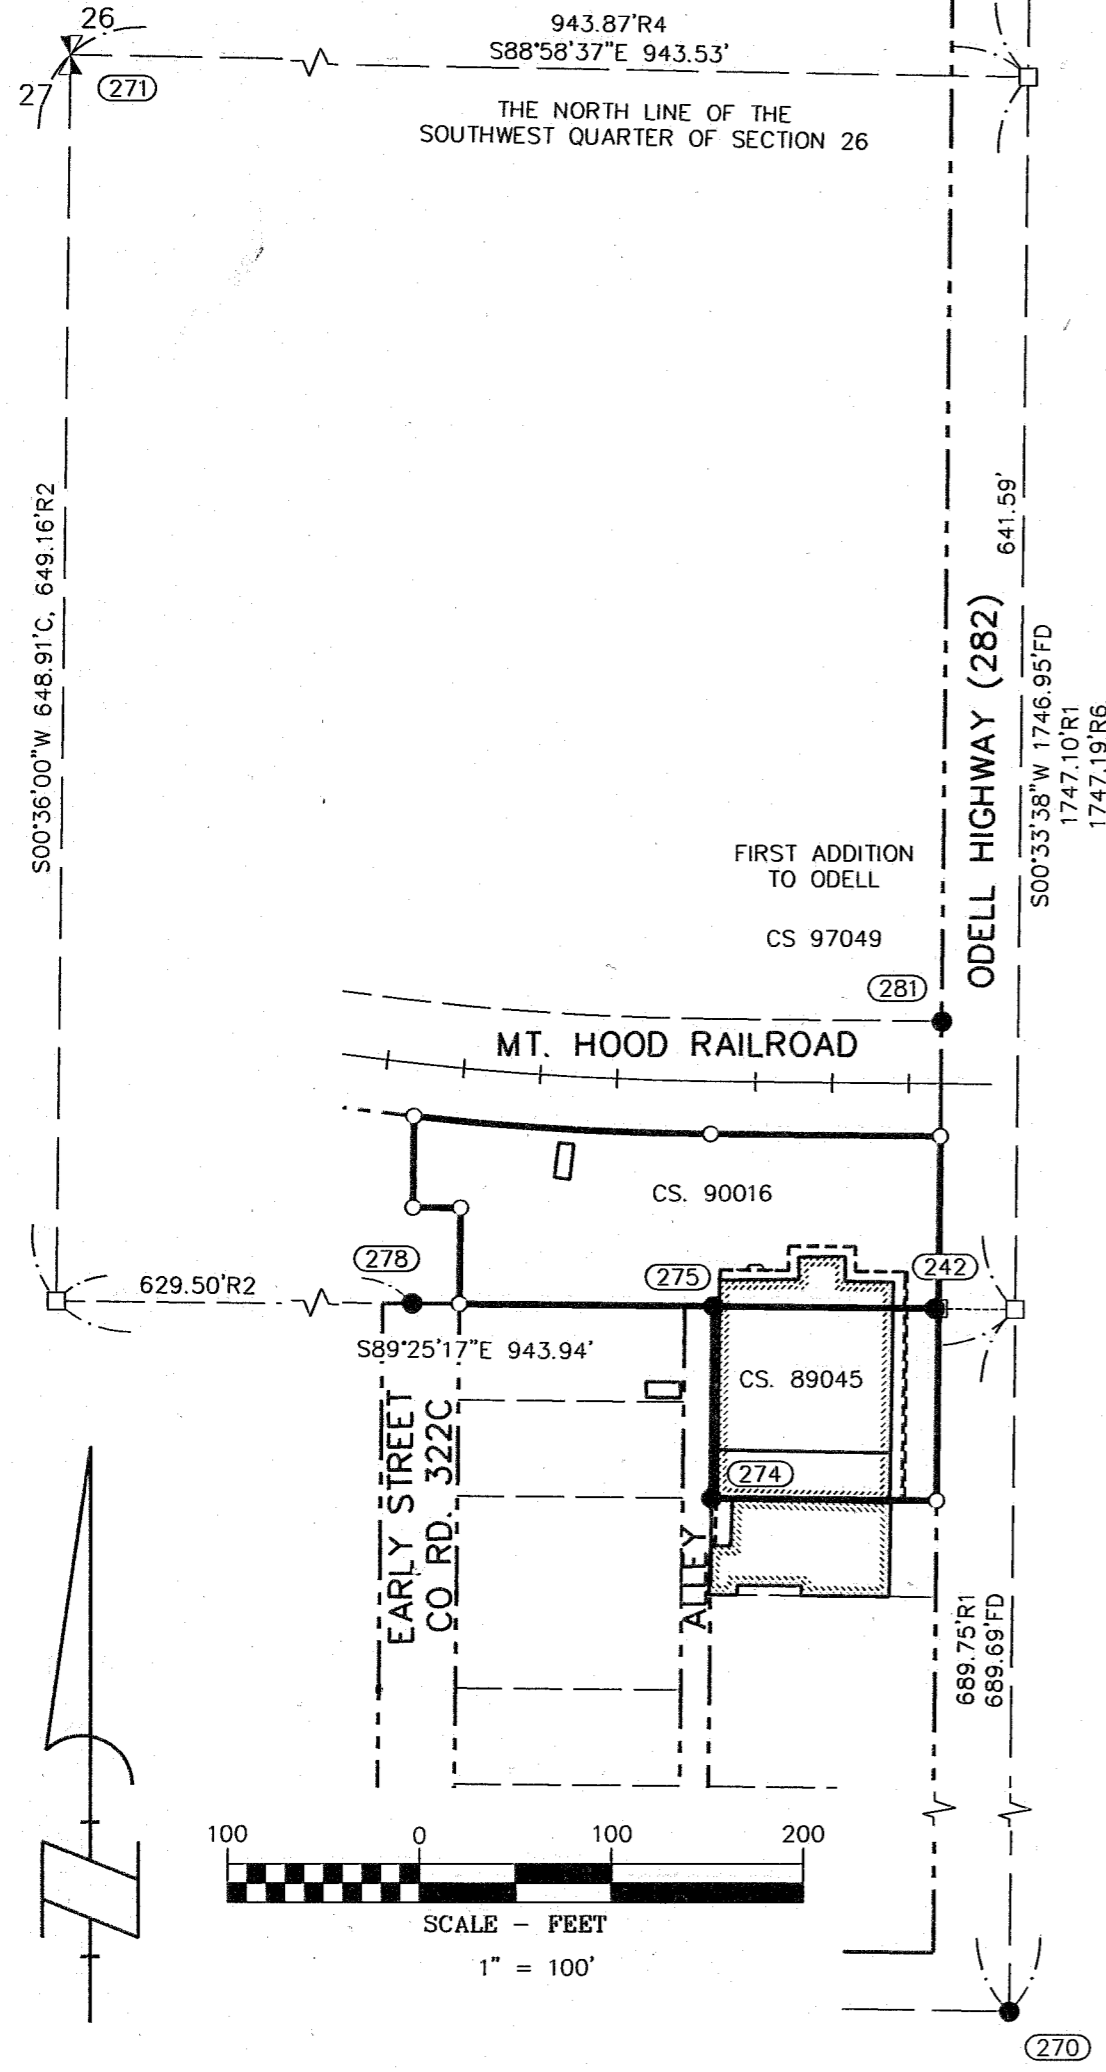 26
943.87'R4
S88°58'37"E 943.53'
27
271
THE NORTH LINE OF THE
SOUTHWEST QUARTER OF SECTION 26
S00°36'00"W 648.91'C, 649.16'R2
641.59'
ODELL HIGHWAY (282)
S00°33'38"W 1746.95'FD
1747.10'R1
1747.19'R6
FIRST ADDITION
TO ODELL
CS 97049
281
MT. HOOD RAILROAD
CS. 90016
278
275
242
629.50'R2
S89°25'17"E 943.94'
CS. 89045
EARLY STREET
CO RD. 322C
274
ALLEY
689.75'R1
689.69'FD
100 0 100 200
SCALE - FEET
1" = 100'
270